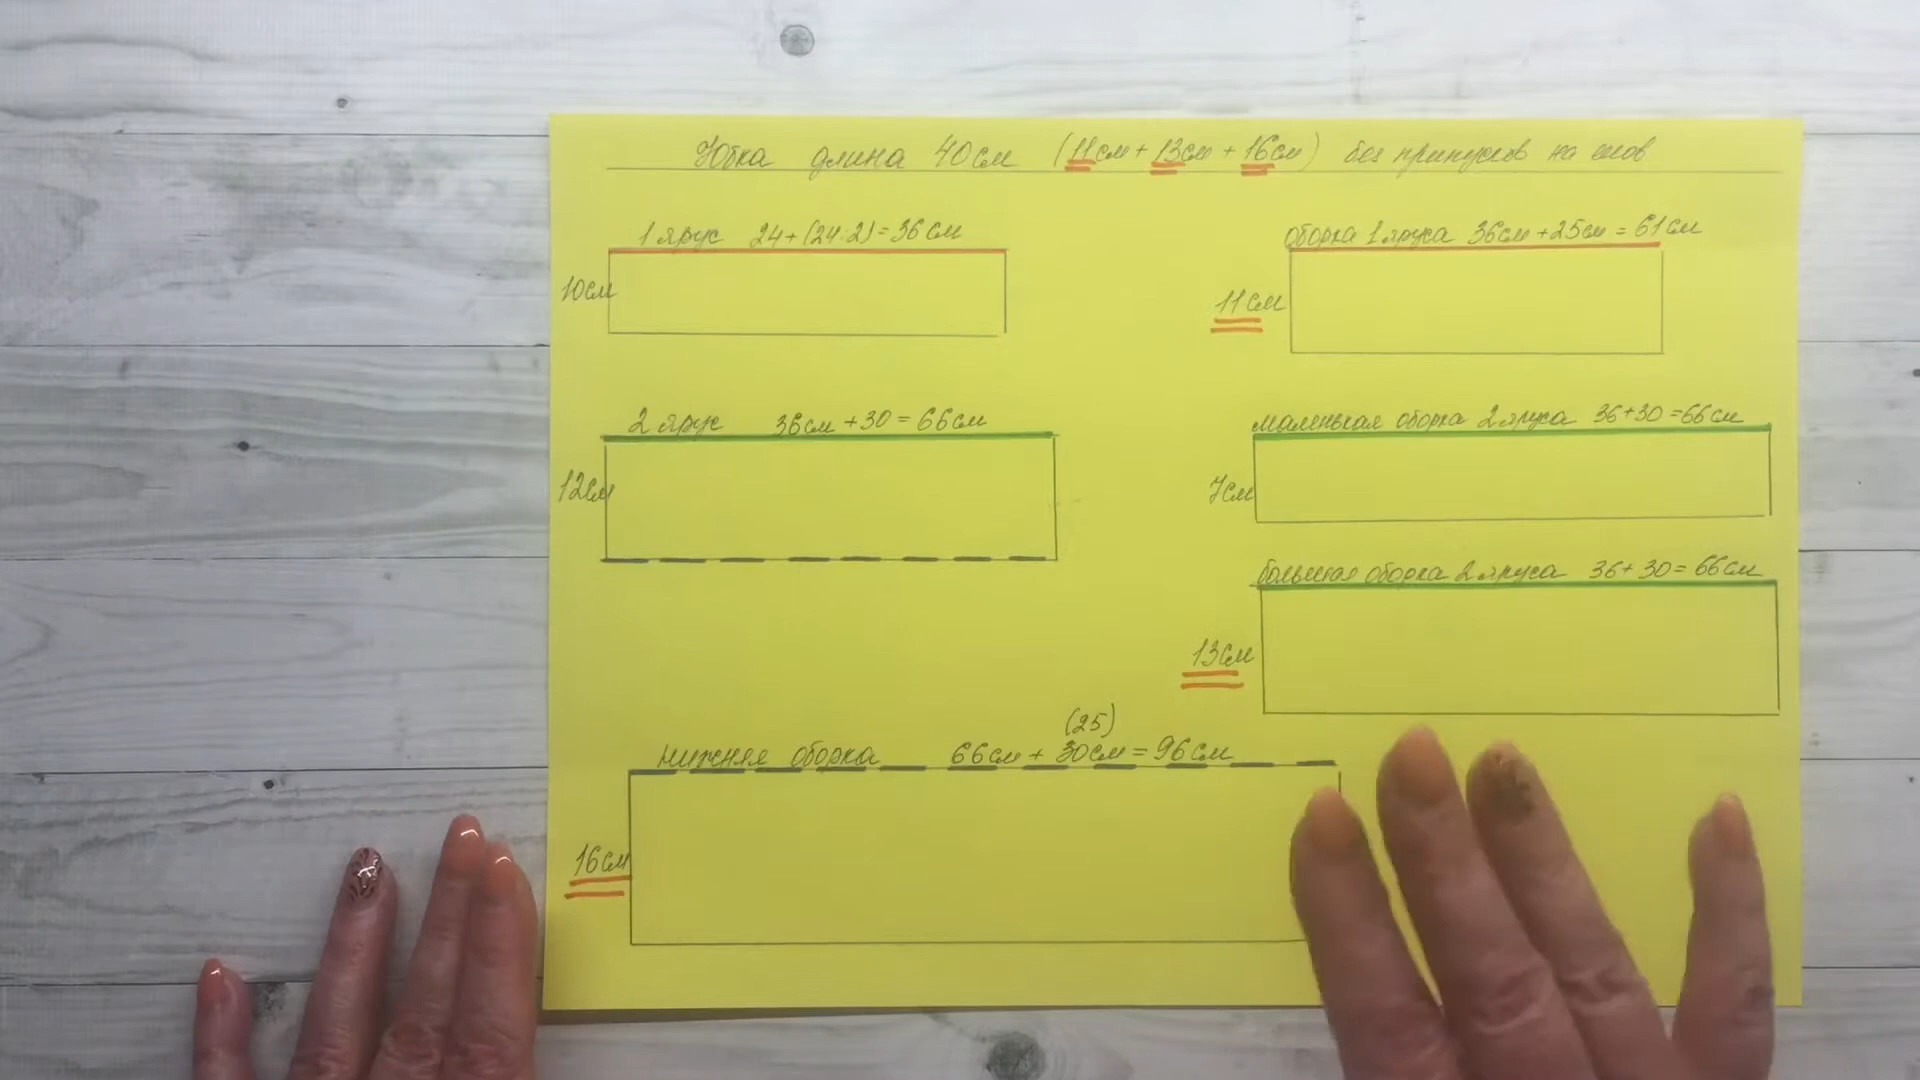 Юбка длина 40см (11см + 13см + 16см) без припусков на шов
1 ярус 24+(24:2)=36см
10см
оборка 1 яруса 36см+25см=61см
11см
2 ярус 36см+30=66см
12см
маленькая оборка 2 яруса 36+30=66см
7см
большая оборка 2 яруса 36+30=66см
13см
(25)
нижняя оборка 66см+30см=96см
16см